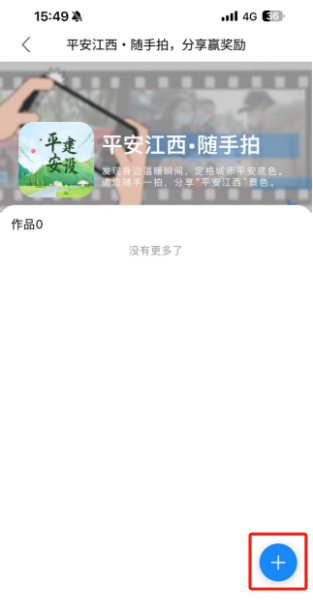 15:49
4G 36
平安江西·随手拍，分享赢奖励
平建
安设
平安江西·随手拍
发现身边温暖瞬间，定格城市平安底色，
邀您随手一拍，分享“平安江西”景色。
作品0
没有更多了